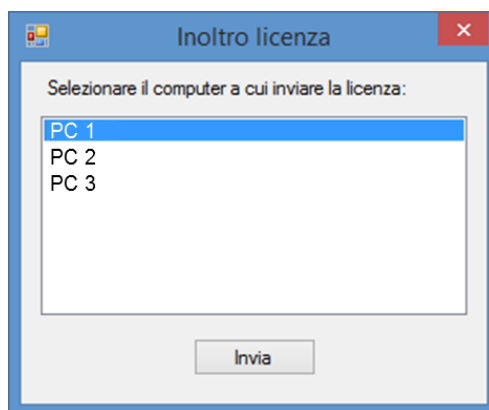 Inoltro licenza
Selezionare il computer a cui inviare la licenza:
PC 1
PC 2
PC 3
Invia